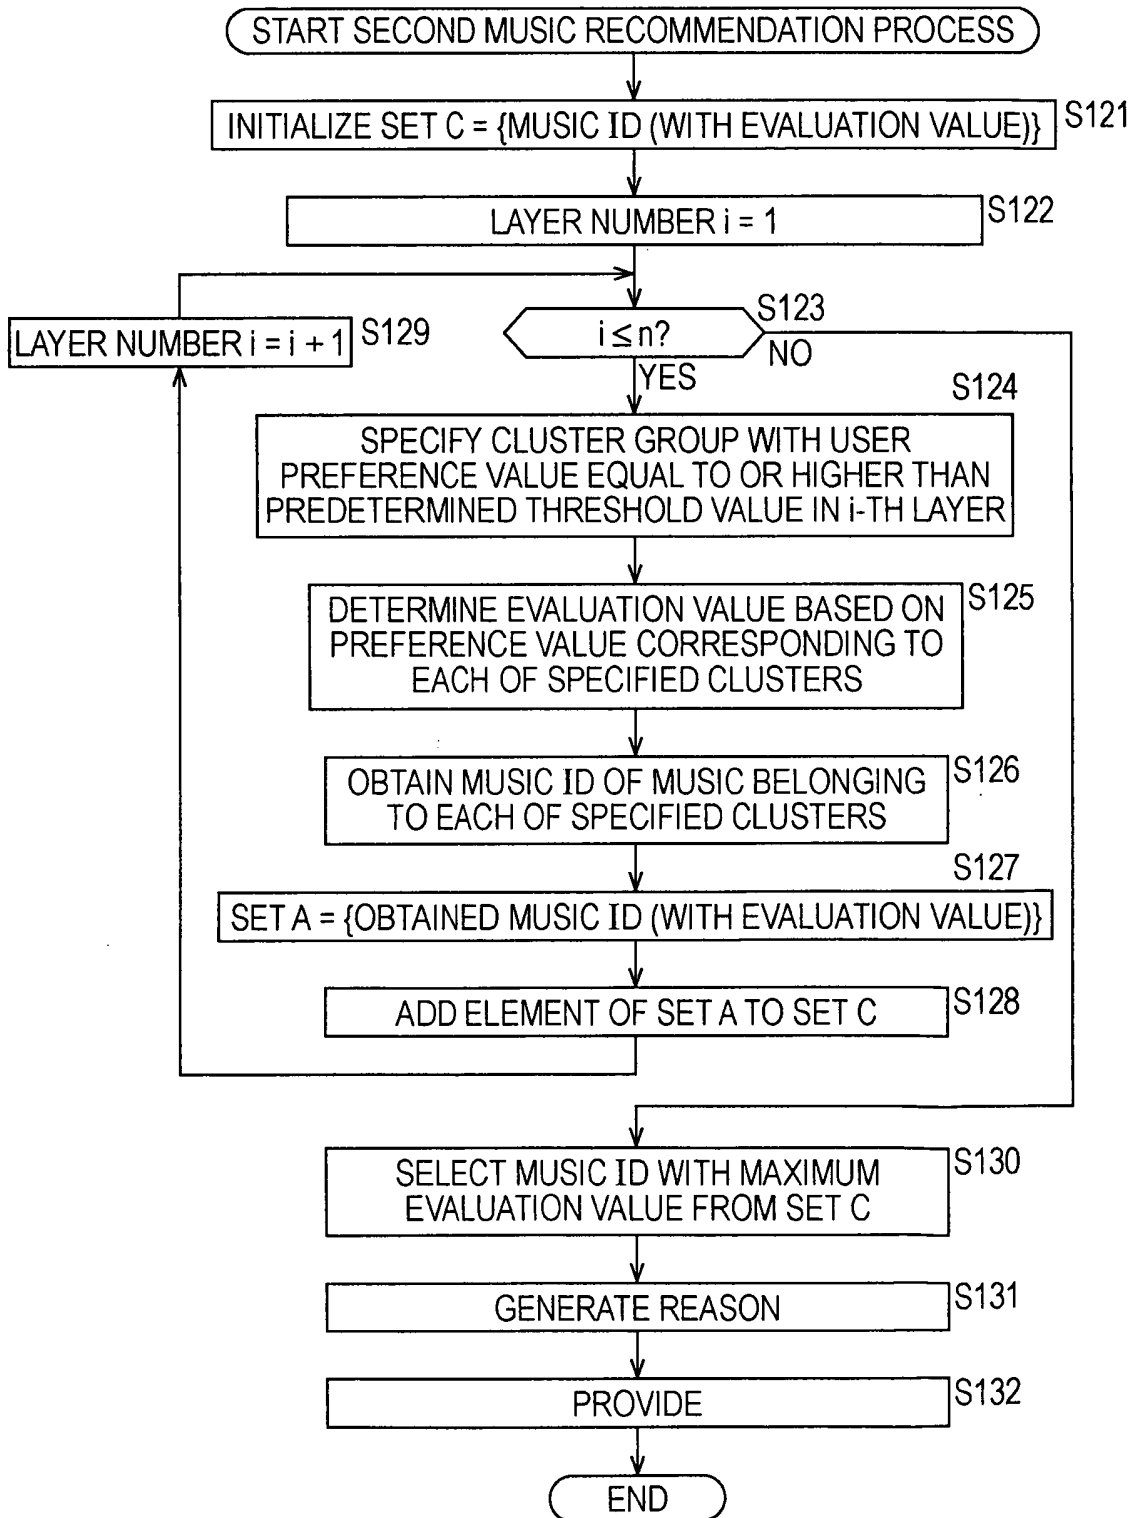 START SECOND MUSIC RECOMMENDATION PROCESS
INITIALIZE SET C = {MUSIC ID (WITH EVALUATION VALUE)}
S121
LAYER NUMBER i = 1
S122
LAYER NUMBER i = i + 1
S129
i ≤ n?
S123
NO
YES
S124
SPECIFY CLUSTER GROUP WITH USER
PREFERENCE VALUE EQUAL TO OR HIGHER THAN
PREDETERMINED THRESHOLD VALUE IN i-TH LAYER
DETERMINE EVALUATION VALUE BASED ON
PREFERENCE VALUE CORRESPONDING TO
EACH OF SPECIFIED CLUSTERS
S125
OBTAIN MUSIC ID OF MUSIC BELONGING
TO EACH OF SPECIFIED CLUSTERS
S126
S127
SET A = {OBTAINED MUSIC ID (WITH EVALUATION VALUE)}
ADD ELEMENT OF SET A TO SET C
S128
SELECT MUSIC ID WITH MAXIMUM
EVALUATION VALUE FROM SET C
S130
GENERATE REASON
S131
PROVIDE
S132
END